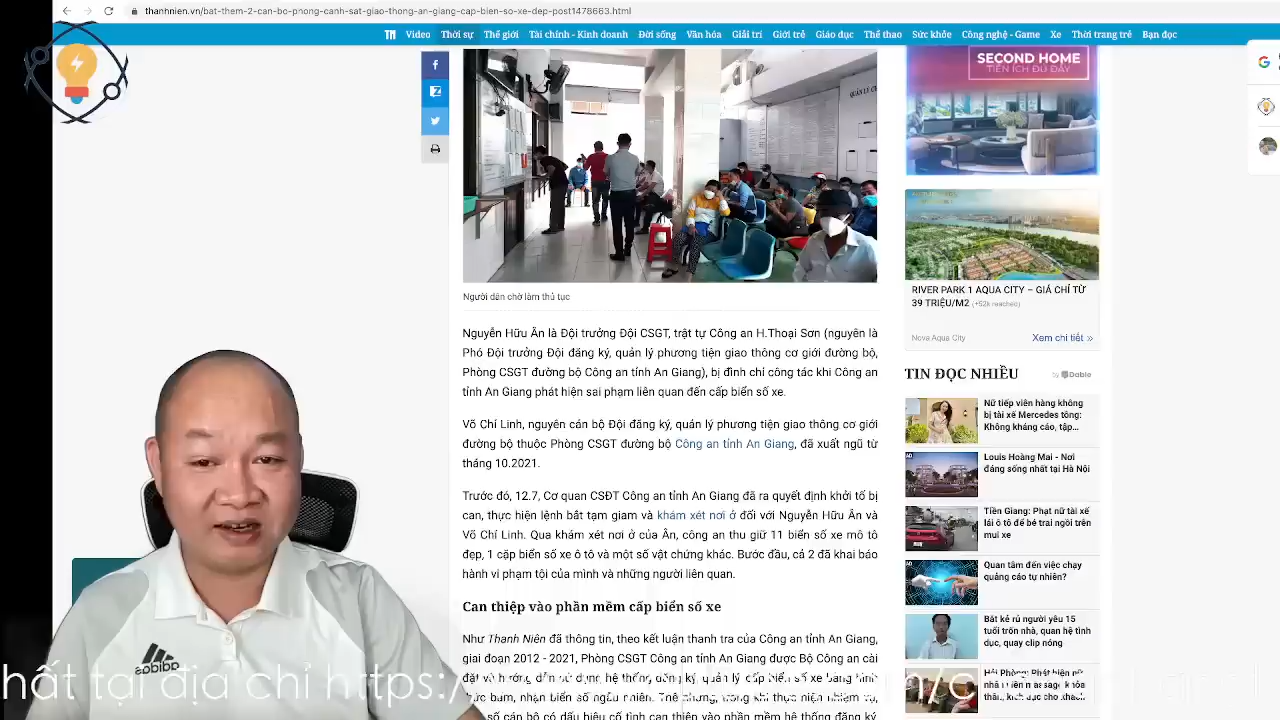 thanhnien.vn/bat-them-2-can-bo-phong-canh-sat-giao-thong-an-giang-cap-bien-so-xe-dep-post1478663.html
Video Thời sự Thế giới Tài chính - Kinh doanh Đời sống Văn hóa Giải trí Giới trẻ Giáo dục Thể thao Sức khỏe Công nghệ - Game Xe Thời trang trẻ Bạn đọc
QUẢN LÝ
Người dân chờ làm thủ tục
Nguyễn Hữu Ân là Đội trưởng Đội CSGT, trật tự Công an H.Thoại Sơn (nguyên là
Phó Đội trưởng Đội đăng ký, quản lý phương tiện giao thông cơ giới đường bộ,
Phòng CSGT đường bộ Công an tỉnh An Giang), bị đình chỉ công tác khi Công an
tỉnh An Giang phát hiện sai phạm liên quan đến cấp biển số xe.
Võ Chí Linh, nguyên cán bộ Đội đăng ký, quản lý phương tiện giao thông cơ giới
đường bộ thuộc Phòng CSGT đường bộ Công an tỉnh An Giang, đã xuất ngũ từ
tháng 10.2021.
Trước đó, 12.7, Cơ quan CSĐT Công an tỉnh An Giang đã ra quyết định khởi tố bị
can, thực hiện lệnh bắt tạm giam và khám xét nơi ở đối với Nguyễn Hữu Ân và
Võ Chí Linh. Qua khám xét nơi ở của Ân, công an thu giữ 11 biển số xe mô tô
đẹp, 1 cặp biển số xe ô tô và một số vật chứng khác. Bước đầu, cả 2 đã khai báo
hành vi phạm tội của mình và những người liên quan.
Can thiệp vào phần mềm cấp biển số xe
Như Thanh Niên đã thông tin, theo kết luận thanh tra của Công an tỉnh An Giang,
giai đoạn 2012 - 2021, Phòng CSGT Công an tỉnh An Giang được Bộ Công an cài
SECOND HOME
TIỆN ÍCH ĐỦ ĐẦY
RIVER PARK 1 AQUA CITY – GIÁ CHỈ TỪ
39 TRIỆU/M2 (+52k reached)
Nova Aqua City Xem chi tiết »
TIN ĐỌC NHIỀU
by Dable
Nữ tiếp viên hàng không
bị tài xế Mercedes tông:
Không kháng cáo, tập...
AD
Louis Hoàng Mai - Nơi
đáng sống nhất tại Hà Nội
Tiền Giang: Phạt nữ tài xế
lái ô tô để bé trai ngồi trên
mui xe
AD
Quan tâm đến việc chạy
quảng cáo tự nhiên?
Bắt kẻ rủ người yêu 15
tuổi trốn nhà, quan hệ tình
dục, quay clip nóng
Hải Phòng: Phát hiện nữ
adidas
hất tại địa chỉ https://